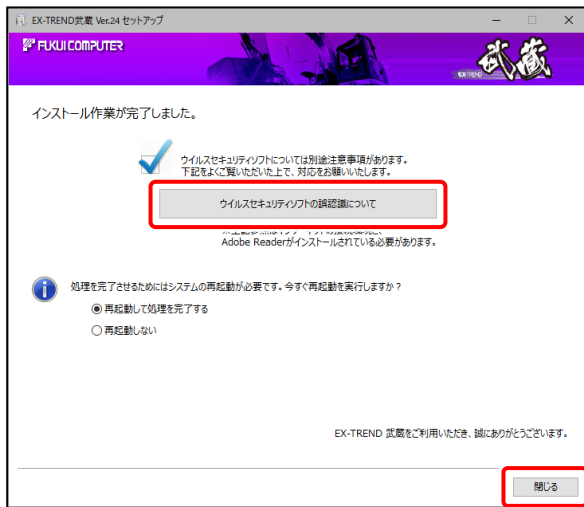 EX-TREND武蔵 Ver.24 セットアップ
FUKUI COMPUTER
EX-TREND 武蔵
インストール作業が完了しました。
ウイルスセキュリティソフトについては別途注意事項があります。
下記をよくご覧いただいた上で、対応をお願いいたします。
ウイルスセキュリティソフトの誤認識について
Adobe Readerがインストールされている必要があります。
処理を完了させるためにはシステムの再起動が必要です。今すぐ再起動を実行しますか？
再起動して処理を完了する
再起動しない
EX-TREND 武蔵をご利用いただき、誠にありがとうございます。
閉じる